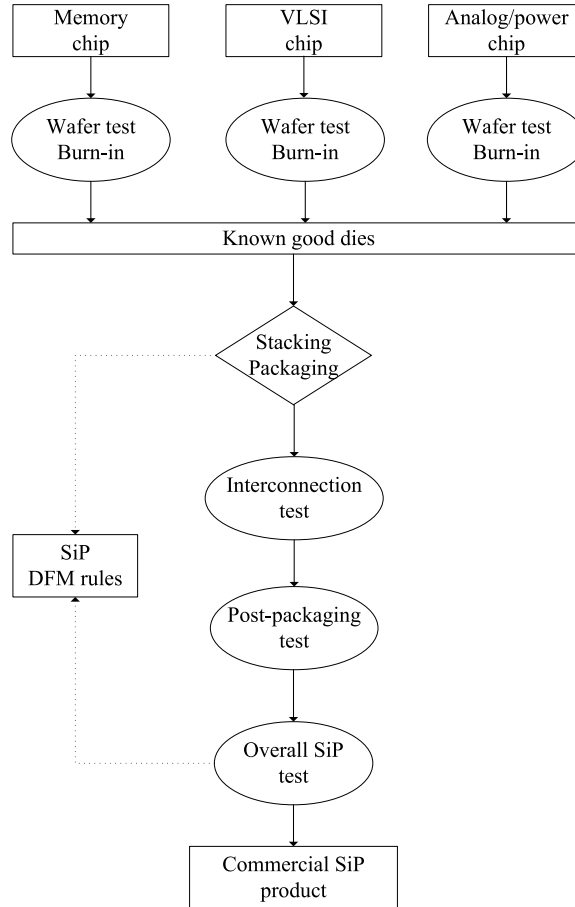 Memory
chip
VLSI
chip
Analog/power
chip
Wafer test
Burn-in
Wafer test
Burn-in
Wafer test
Burn-in
Known good dies
Stacking
Packaging
Interconnection
test
SiP
DFM rules
Post-packaging
test
Overall SiP
test
Commercial SiP
product